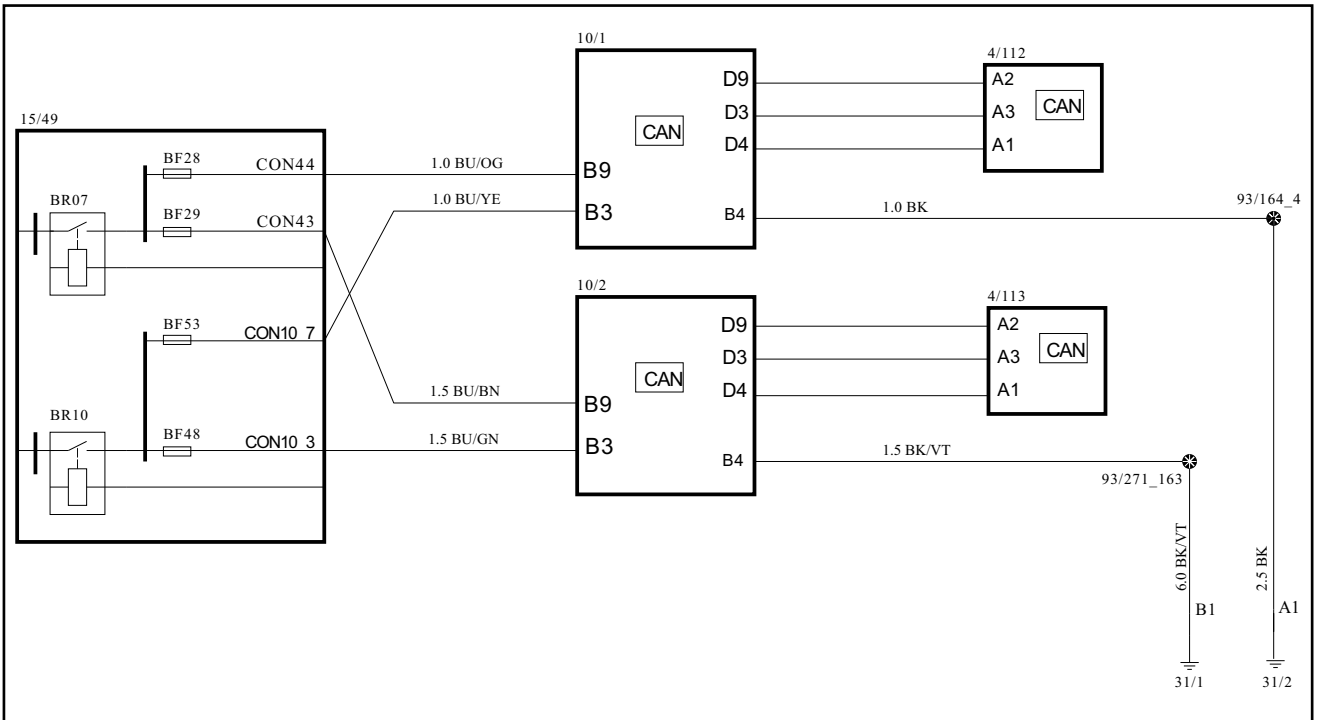 10/1
4/112
D9
A2
CAN
15/49
D3
CAN
A3
D4
A1
BF28
CON44
1.0 BU/OG
B9
BR07
BF29
CON43
1.0 BU/YE
B3
B4
1.0 BK
93/164_4
10/2
4/113
BF53
CON10 7
D9
A2
CAN
D3
CAN
A3
D4
A1
1.5 BU/BN
B9
BR10
BF48
CON10 3
1.5 BU/GN
B3
B4
1.5 BK/VT
93/271_163
6.0 BK/VT
2.5 BK
B1
A1
31/1
31/2